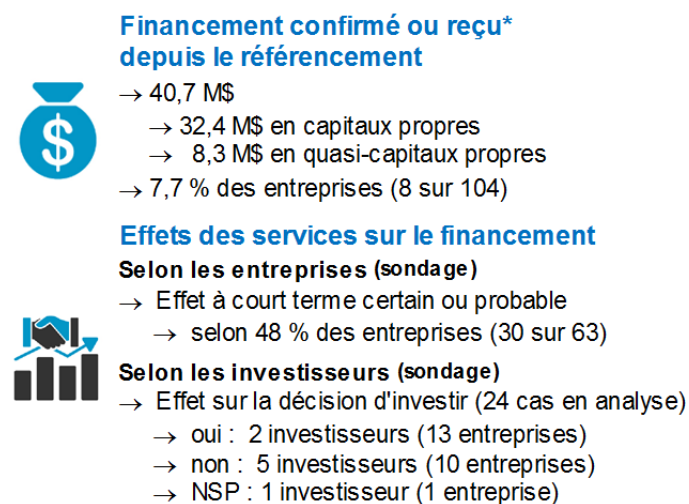 Financement confirmé ou reçu*
depuis le référencement
→ 40,7 M$
→ 32,4 M$ en capitaux propres
→ 8,3 M$ en quasi-capitaux propres
→ 7,7 % des entreprises (8 sur 104)
$
Effets des services sur le financement
Selon les entreprises (sondage)
→ Effet à court terme certain ou probable
→ selon 48 % des entreprises (30 sur 63)
Selon les investisseurs (sondage)
→ Effet sur la décision d'investir (24 cas en analyse)
→ oui : 2 investisseurs (13 entreprises)
→ non : 5 investisseurs (10 entreprises)
→ NSP : 1 investisseur (1 entreprise)